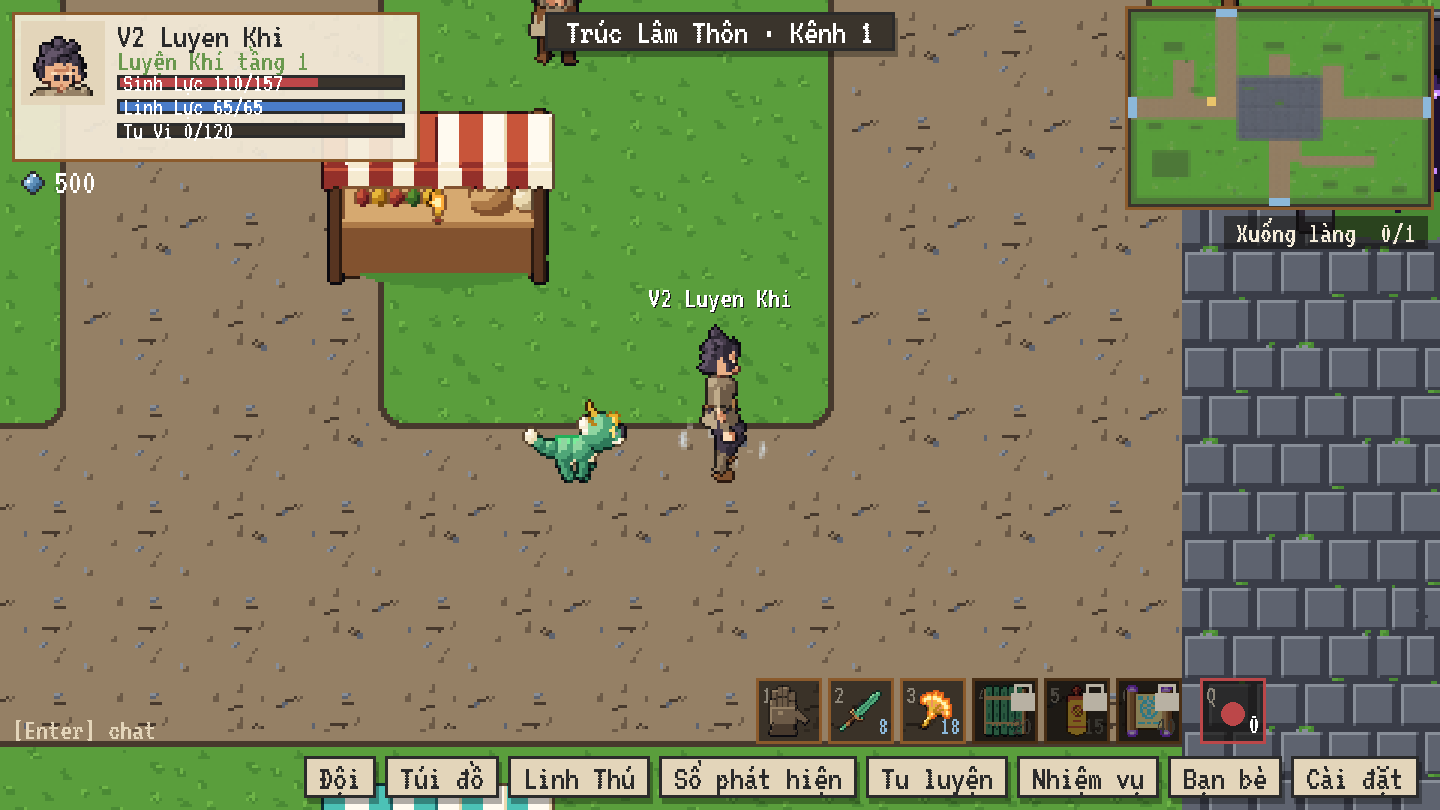 V2 Luyen Khi
Luyện Khí tầng 1
Sinh Lực 110/157
Linh Lực 65/65
Tu Vi 0/120
500
Trúc Lâm Thôn · Kênh 1
Xuống làng 0/1
V2 Luyen Khi
[Enter] chat
1
2
8
3
18
5
15
Q
0
Đội
Túi đồ
Linh Thú
Sổ phát hiện
Tu luyện
Nhiệm vụ
Bạn bè
Cài đặt